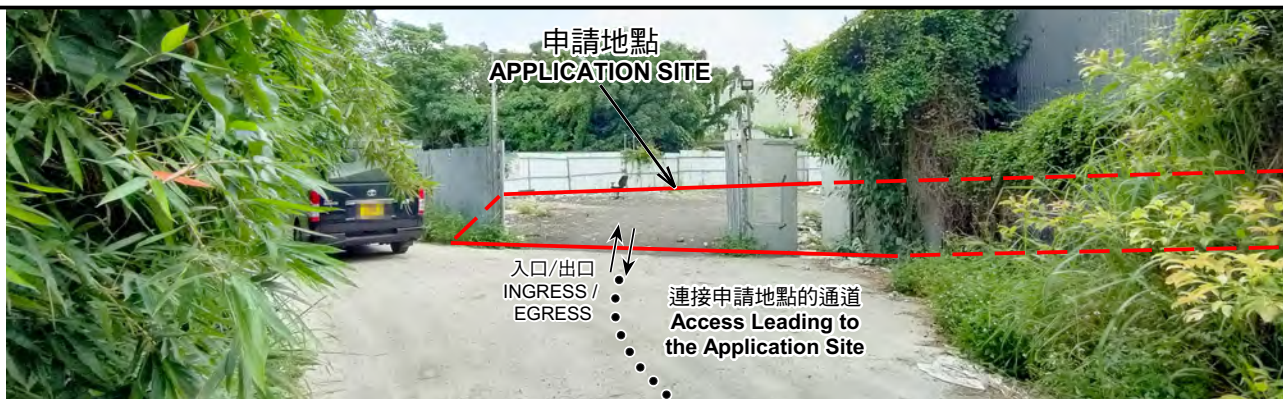 申請地點
APPLICATION SITE
入口/出口
INGRESS /
EGRESS
連接申請地點的通道
Access Leading to
the Application Site